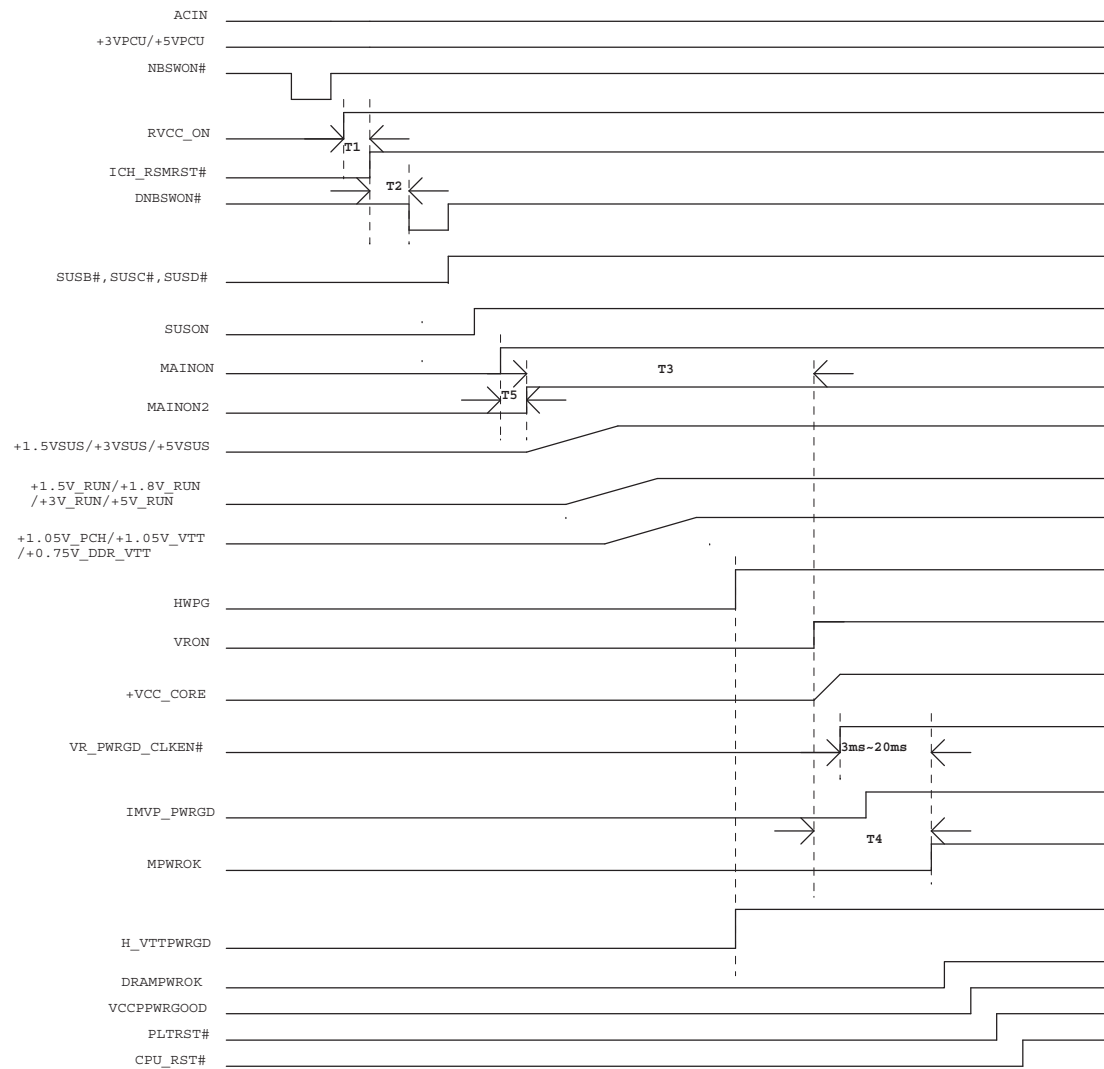 ACIN
+3VPCU/+5VPCU
NBSWON#
RVCC_ON
T1
ICH_RSMRST#
T2
DNBSWON#
SUSB#,SUSC#,SUSD#
SUSON
MAINON
T3
T5
MAINON2
+1.5VSUS/+3VSUS/+5VSUS
+1.5V_RUN/+1.8V_RUN
/+3V_RUN/+5V_RUN
+1.05V_PCH/+1.05V_VTT
/+0.75V_DDR_VTT
HWPG
VRON
+VCC_CORE
VR_PWRGD_CLKEN#
3ms~20ms
IMVP_PWRGD
T4
MPWROK
H_VTTPWRGD
DRAMPWROK
VCCPPWRGOOD
PLTRST#
CPU_RST#